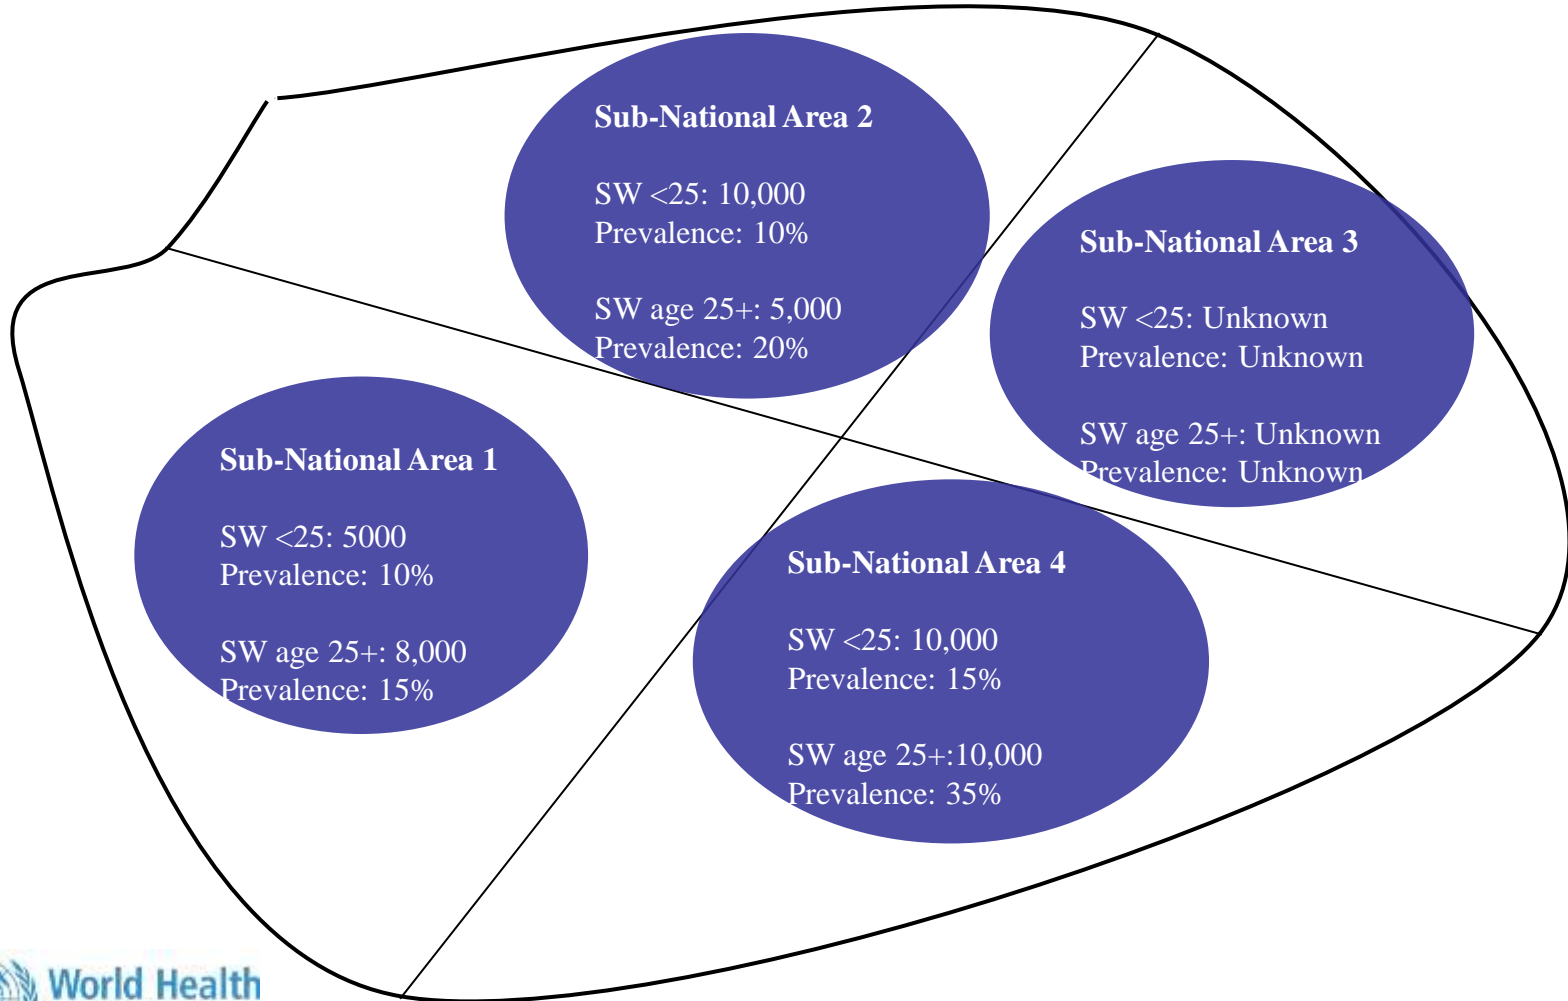 Sub-National Area 2
SW <25: 10,000
Prevalence: 10%
SW age 25+: 5,000
Prevalence: 20%
Sub-National Area 3
SW <25: Unknown
Prevalence: Unknown
SW age 25+: Unknown
Prevalence: Unknown
Sub-National Area 1
SW <25: 5000
Prevalence: 10%
SW age 25+: 8,000
Prevalence: 15%
Sub-National Area 4
SW <25: 10,000
Prevalence: 15%
SW age 25+:10,000
Prevalence: 35%
World Health